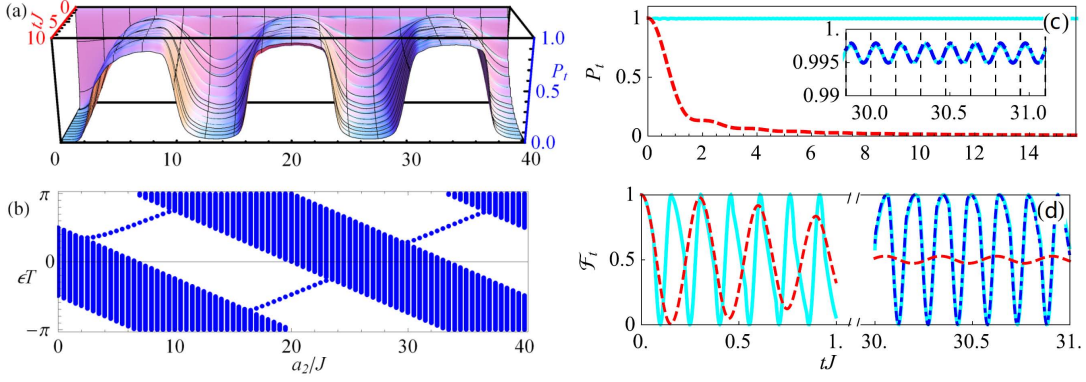 (a)
tJ
0
5
10
1.0
P_t
0.5
0.0
0 10 20 30 40
(b)
π
ϵT
0
−π
0 10 20 30 40
a₂/J
(c)
1
P_t
0.5
0
0 2 4 6 8 10 12 14
1
0.995
0.99
30.0 30.5 31.0
(d)
1
ℱ_t
0.5
0
0. 0.5 1. 30. 30.5 31.
tJ